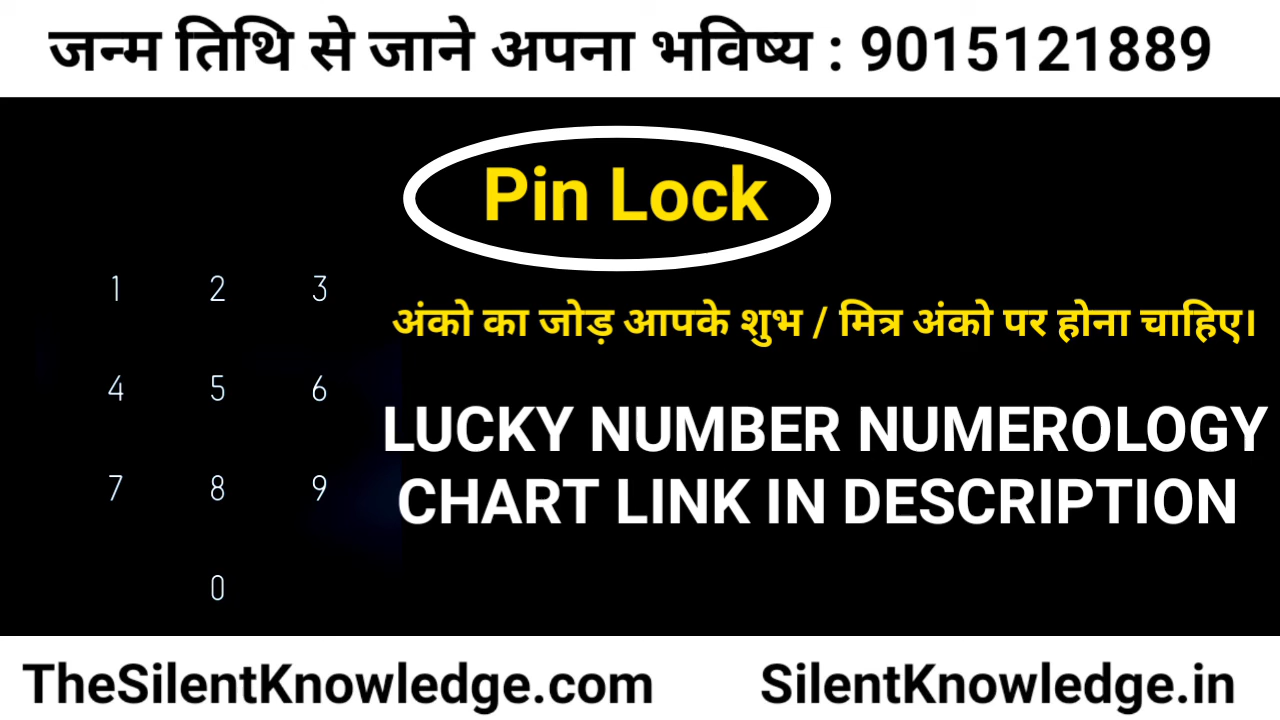 जन्म तिथि से जाने अपना भविष्य : 9015121889
Pin Lock
1 2 3
अंको का जोड़ आपके शुभ / मित्र अंको पर होना चाहिए।
4 5 6
LUCKY NUMBER NUMEROLOGY
CHART LINK IN DESCRIPTION
7 8 9
0
TheSilentKnowledge.com SilentKnowledge.in